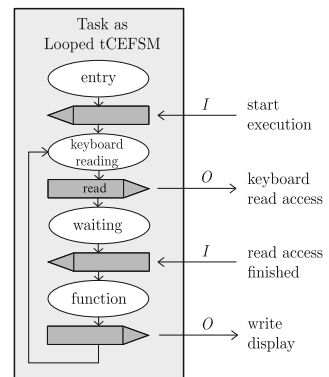 Task as
Looped tCEFSM
entry
I
start
execution
keyboard
reading
O
read
keyboard
read access
waiting
I
read access
finished
function
O
write
display